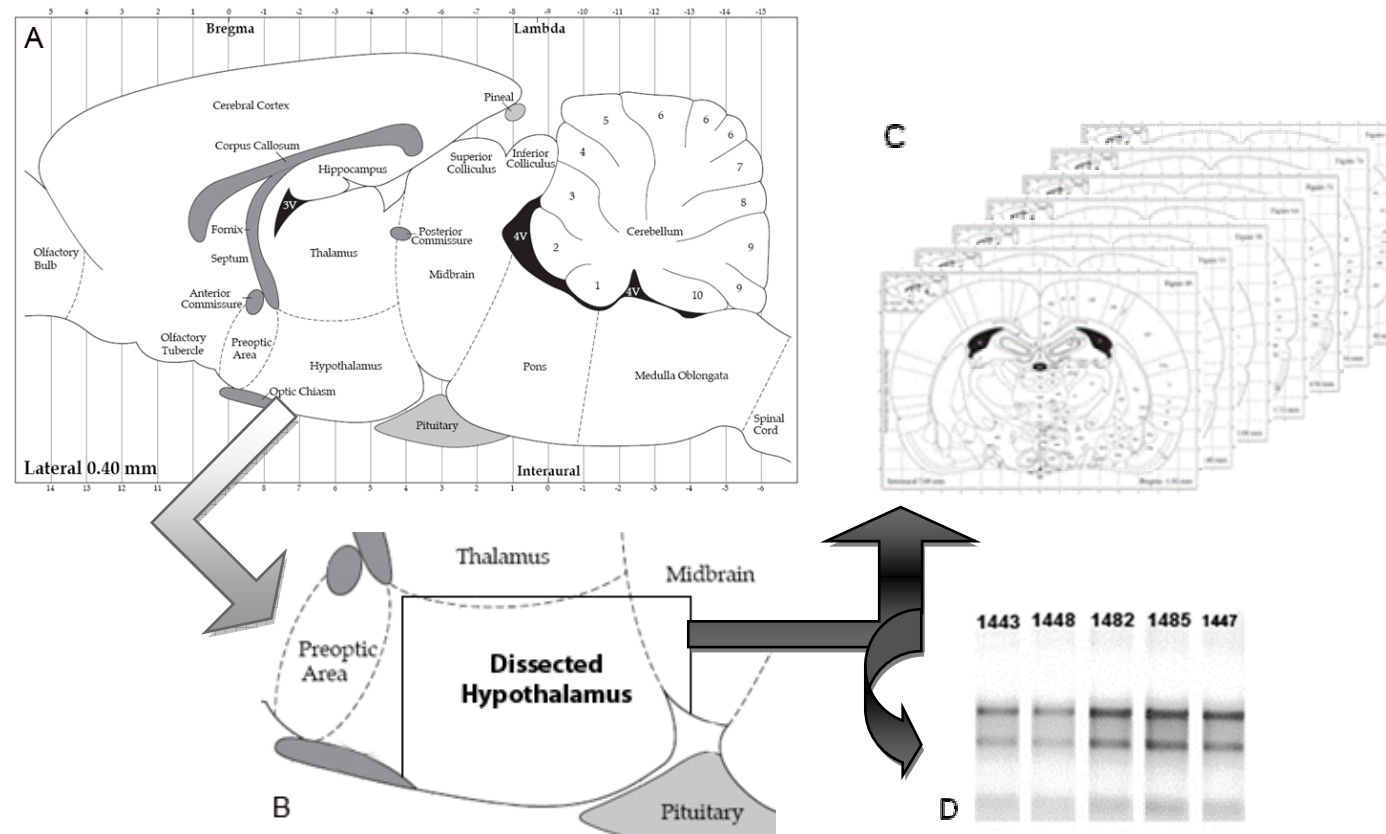 5 4 3 2 1 0 -1 -2 -3 -4 -5 -6 -7 -8 -9 -10 -11 -12 -13 -14 -15
A
Bregma
Lambda
Cerebral Cortex
Pineal
Corpus Callosum
Hippocampus
Superior
Colliculus
Inferior
Colliculus
3V
Fornix
Septum
Thalamus
Posterior
Commissure
Midbrain
4V
Cerebellum
1
2
3
4
5
6
6
6
7
8
9
9
10
4V
Olfactory
Bulb
Anterior
Commissure
Olfactory
Tubercle
Preoptic
Area
Hypothalamus
Optic Chiasm
Pons
Medulla Oblongata
Pituitary
Spinal
Cord
Lateral 0.40 mm
Interaural
14 13 12 11 8 7 6 5 4 3 2 1 0 -1 -2 -3 -4 -5 -6
B
Thalamus
Midbrain
Preoptic
Area
Dissected
Hypothalamus
Pituitary
C
D
1443 1448 1482 1485 1447